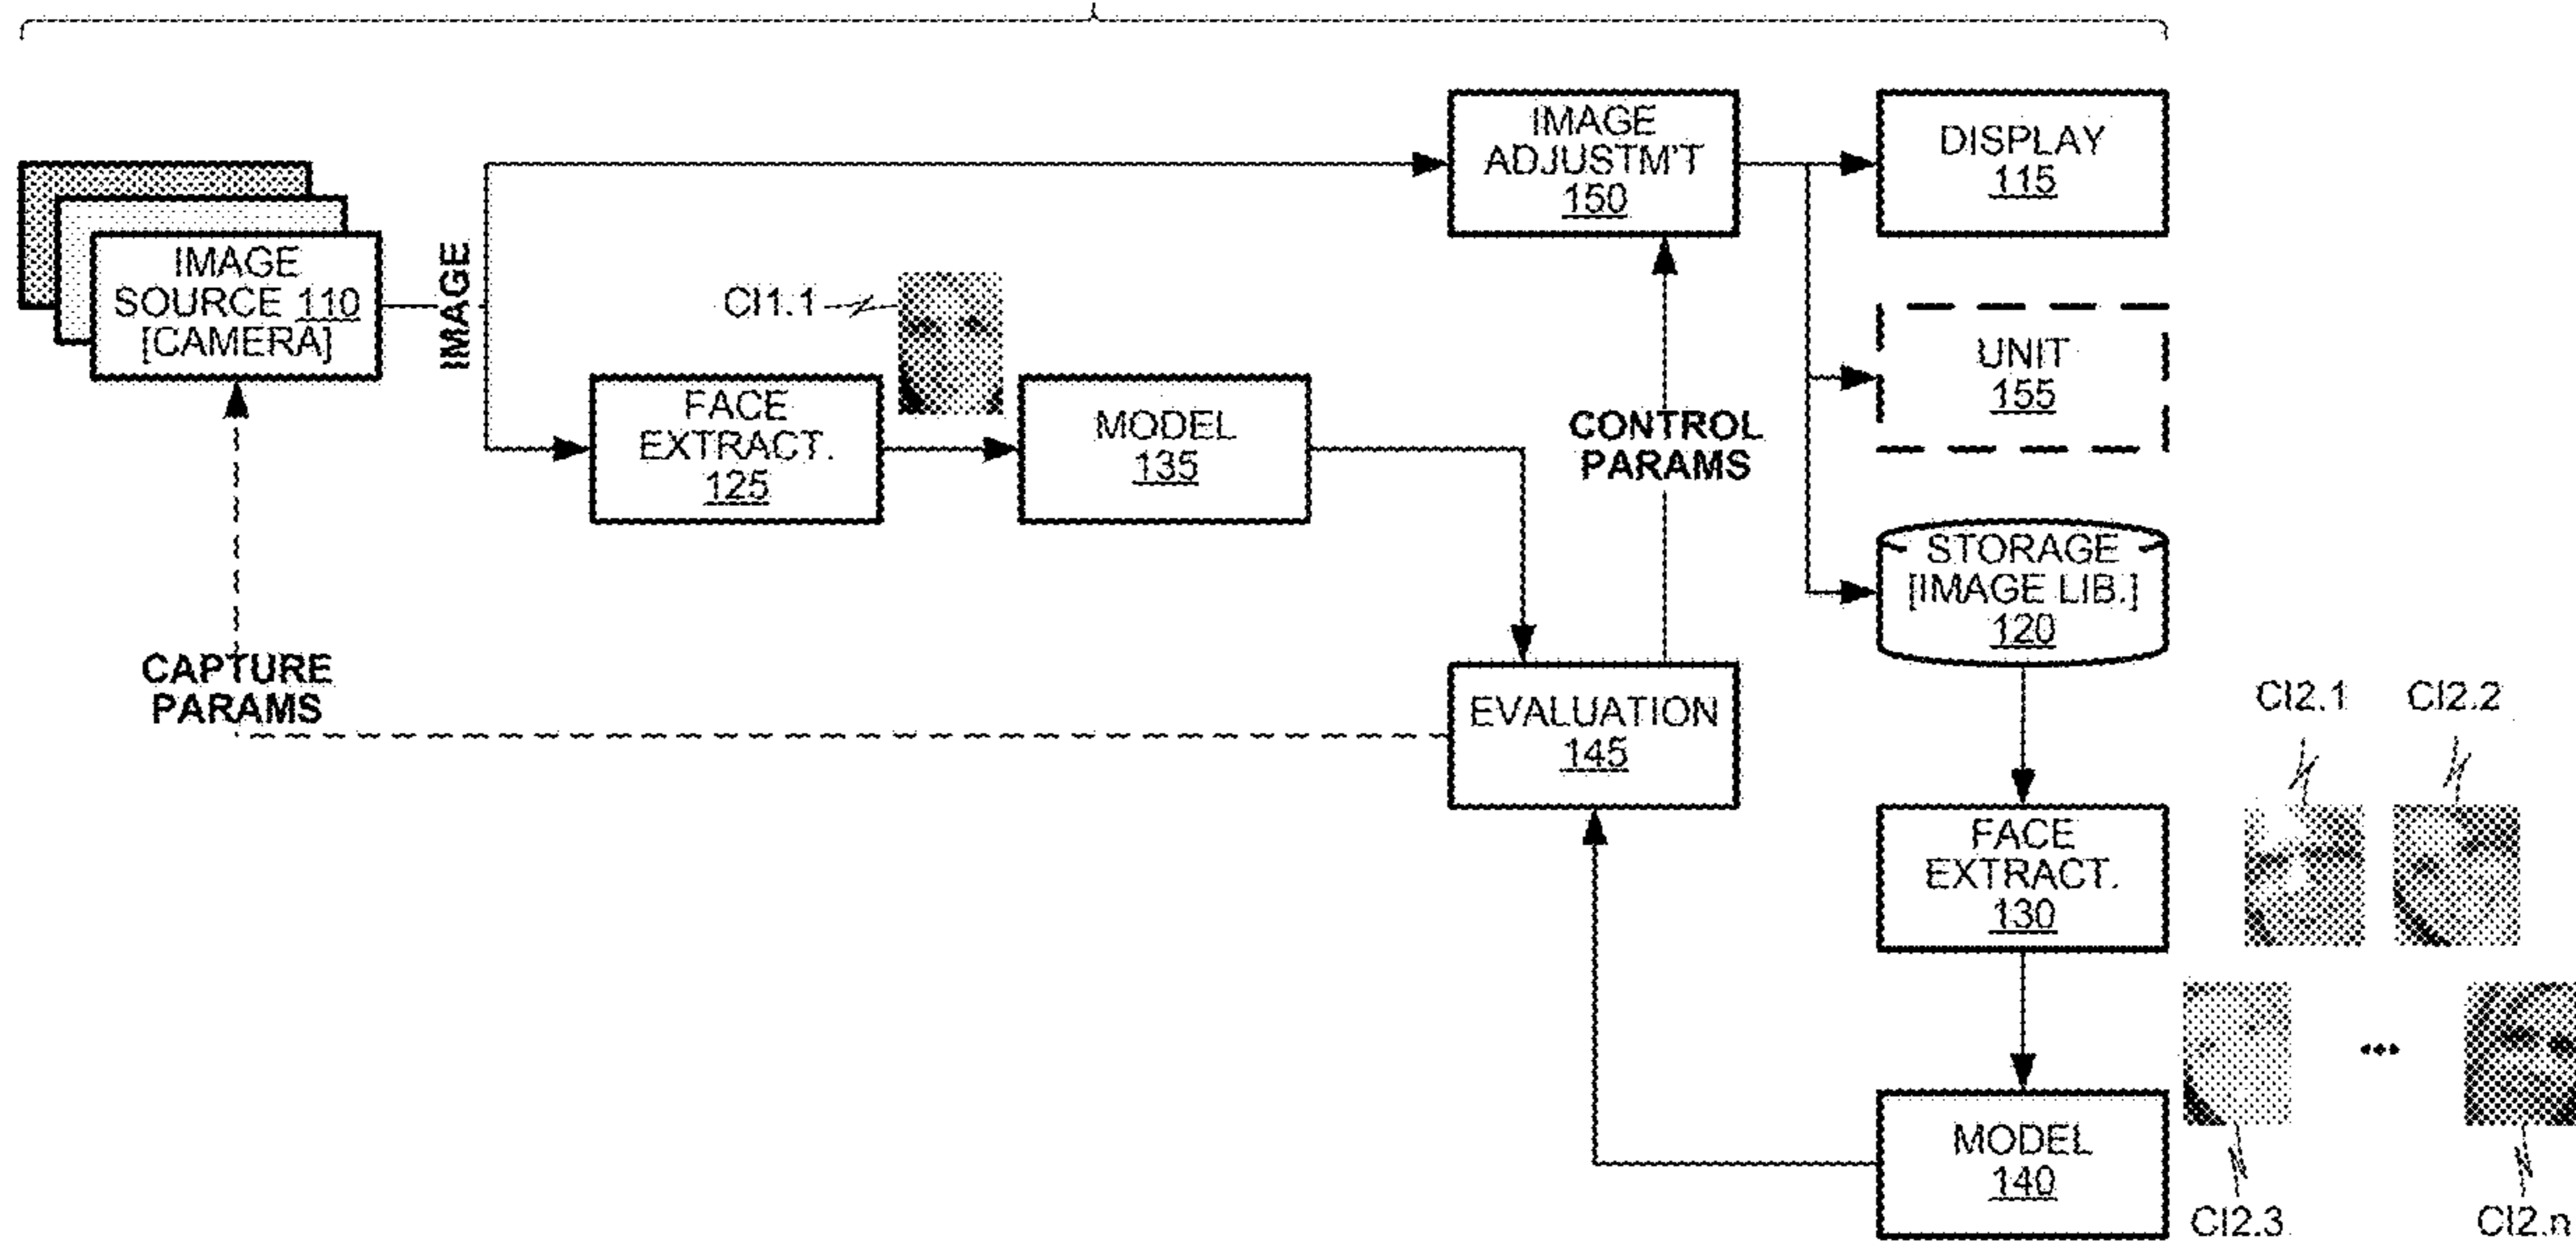 IMAGE
ADJUSTM'T
150
DISPLAY
115
IMAGE
SOURCE 110
[CAMERA]
IMAGE
CI1.1
UNIT
155
FACE
EXTRACT.
125
MODEL
135
CONTROL
PARAMS
STORAGE
[IMAGE LIB.]
120
CAPTURE
PARAMS
EVALUATION
145
CI2.1
CI2.2
FACE
EXTRACT.
130
MODEL
140
CI2.3
...
CI2.n